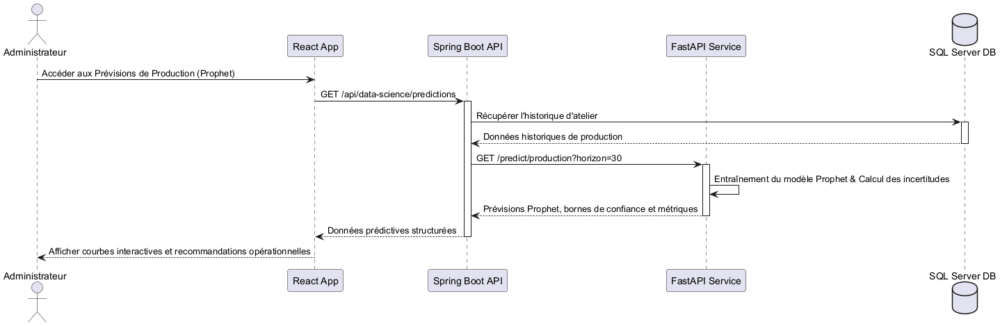 Administrateur
React App
Spring Boot API
FastAPI Service
SQL Server DB
Accéder aux Prévisions de Production (Prophet)
GET /api/data-science/predictions
Récupérer l'historique d'atelier
Données historiques de production
GET /predict/production?horizon=30
Entraînement du modèle Prophet & Calcul des incertitudes
Prévisions Prophet, bornes de confiance et métriques
Données prédictives structurées
Afficher courbes interactives et recommandations opérationnelles
Administrateur
React App
Spring Boot API
FastAPI Service
SQL Server DB